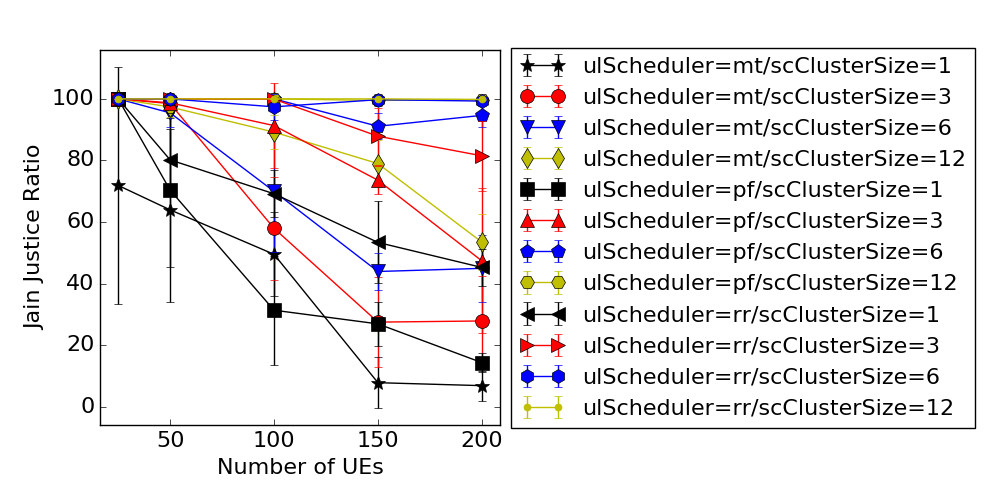 100
80
60
40
20
0
Jain Justice Ratio
50
100
150
200
Number of UEs
ulScheduler=mt/scClusterSize=1
ulScheduler=mt/scClusterSize=3
ulScheduler=mt/scClusterSize=6
ulScheduler=mt/scClusterSize=12
ulScheduler=pf/scClusterSize=1
ulScheduler=pf/scClusterSize=3
ulScheduler=pf/scClusterSize=6
ulScheduler=pf/scClusterSize=12
ulScheduler=rr/scClusterSize=1
ulScheduler=rr/scClusterSize=3
ulScheduler=rr/scClusterSize=6
ulScheduler=rr/scClusterSize=12